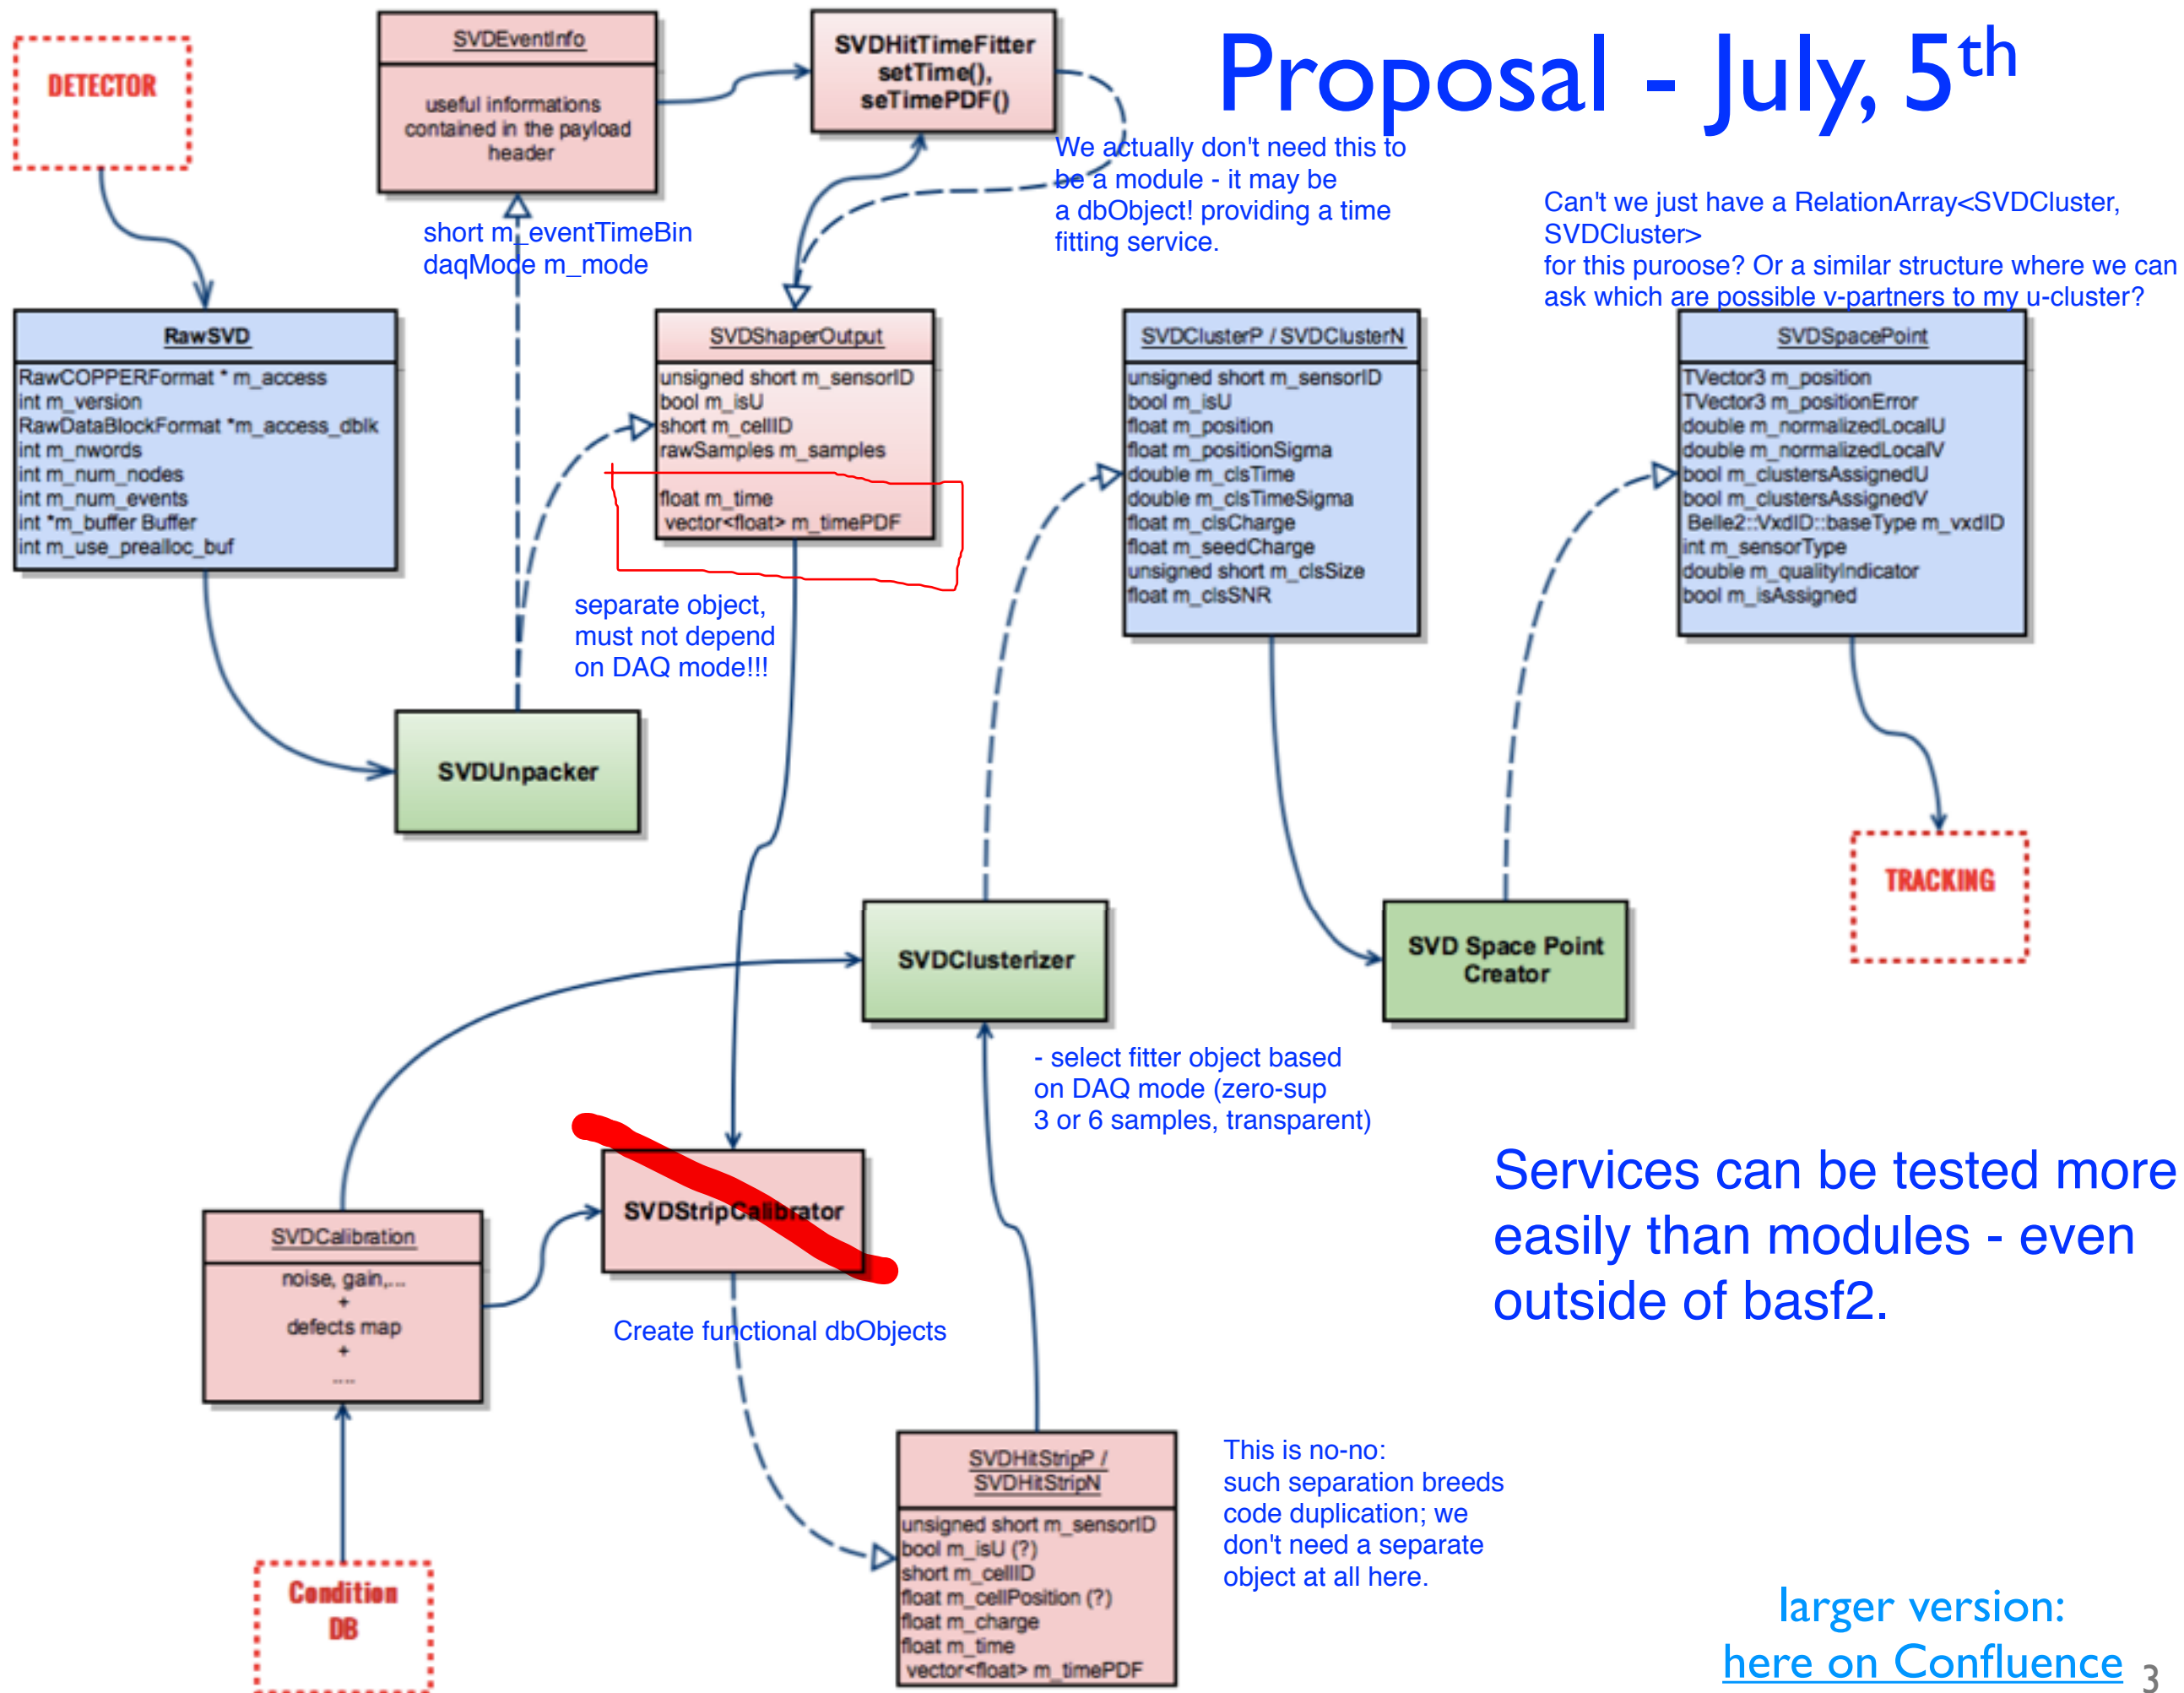 Proposal - July, 5th
DETECTOR
SVDEventInfo
useful informations
contained in the payload
header
SVDHitTimeFitter
setTime(),
seTimePDF()
We actually don't need this to
be a module - it may be
a dbObject! providing a time
fitting service.
Can't we just have a RelationArray<SVDCluster,
SVDCluster>
for this puroose? Or a similar structure where we can
ask which are possible v-partners to my u-cluster?
short m_eventTimeBin
daqMode m_mode
RawSVD
RawCOPPERFormat * m_access
int m_version
RawDataBlockFormat *m_access_dblk
int m_nwords
int m_num_nodes
int m_num_events
int *m_buffer Buffer
int m_use_prealloc_buf
SVDShaperOutput
unsigned short m_sensorID
bool m_isU
short m_cellID
rawSamples m_samples
float m_time
vector<float> m_timePDF
SVDClusterP / SVDClusterN
unsigned short m_sensorID
bool m_isU
float m_position
float m_positionSigma
double m_clsTime
double m_clsTimeSigma
float m_clsCharge
float m_seedCharge
unsigned short m_clsSize
float m_clsSNR
SVDSpacePoint
TVector3 m_position
TVector3 m_positionError
double m_normalizedLocalU
double m_normalizedLocalV
bool m_clustersAssignedU
bool m_clustersAssignedV
Belle2::VxdID::baseType m_vxdID
int m_sensorType
double m_qualityIndicator
bool m_isAssigned
separate object,
must not depend
on DAQ mode!!!
SVDUnpacker
TRACKING
SVDClusterizer
SVD Space Point
Creator
- select fitter object based
on DAQ mode (zero-sup
3 or 6 samples, transparent)
SVDStripCalibrator
Services can be tested more
easily than modules - even
outside of basf2.
SVDCalibration
noise, gain,...
+
defects map
+
....
Create functional dbObjects
SVDHitStripP /
SVDHitStripN
unsigned short m_sensorID
bool m_isU (?)
short m_cellID
float m_cellPosition (?)
float m_charge
float m_time
vector<float> m_timePDF
This is no-no:
such separation breeds
code duplication; we
don't need a separate
object at all here.
Condition
DB
larger version:
here on Confluence
3